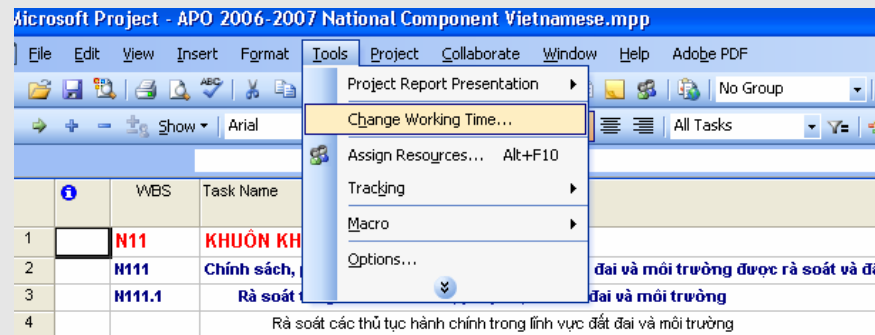 Microsoft Project - APO 2006-2007 National Component Vietnamese.mpp
File Edit View Insert Format Tools Project Collaborate Window Help Adobe PDF
No Group
Show Arial All Tasks
Project Report Presentation
Change Working Time...
Assign Resources... Alt+F10
Tracking
Macro
Options...
WBS Task Name
1 N11 KHUÔN KH
2 N111 Chính sách, đai và môi trường được rà soát và
3 N111.1 Rà soát đai và môi trường
4 Rà soát các thủ tục hành chính trong lĩnh vực đất đai và môi trường